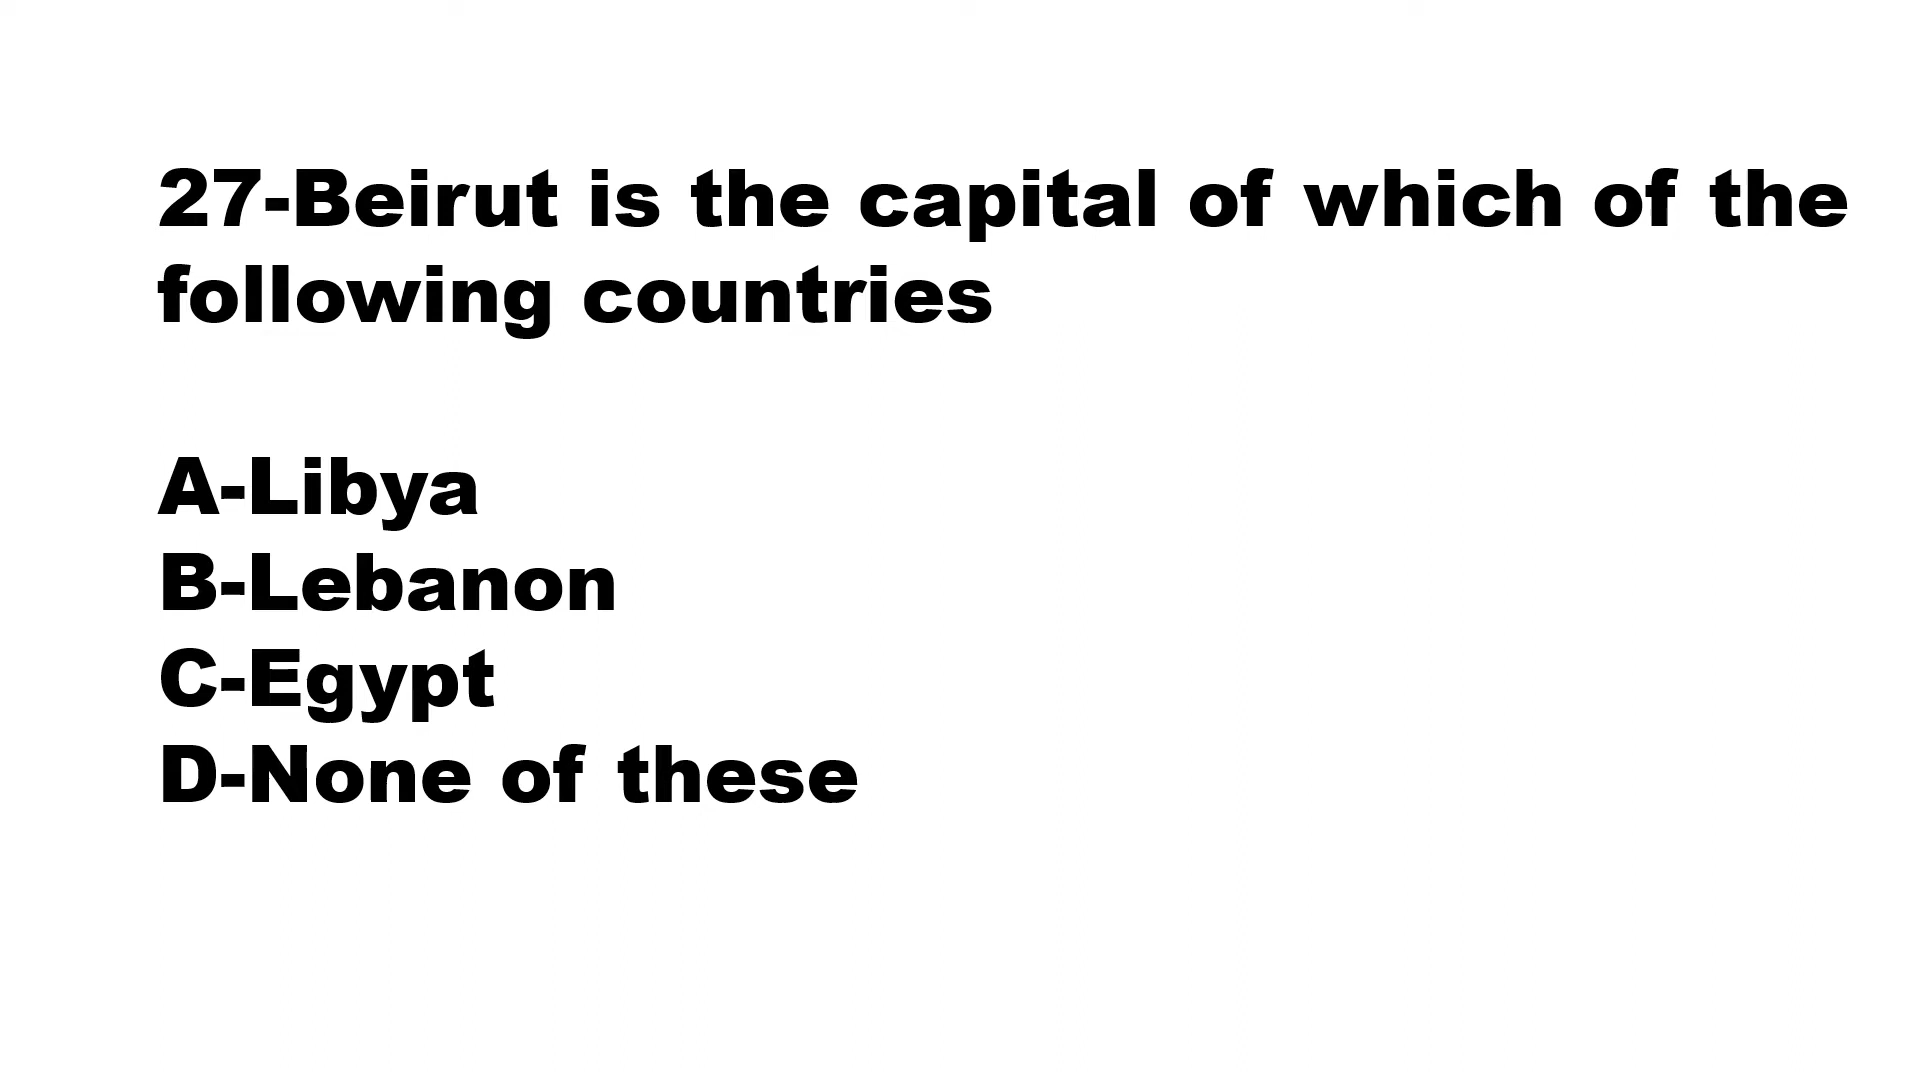 27-Beirut is the capital of which of the
following countries
A-Libya
B-Lebanon
C-Egypt
D-None of these